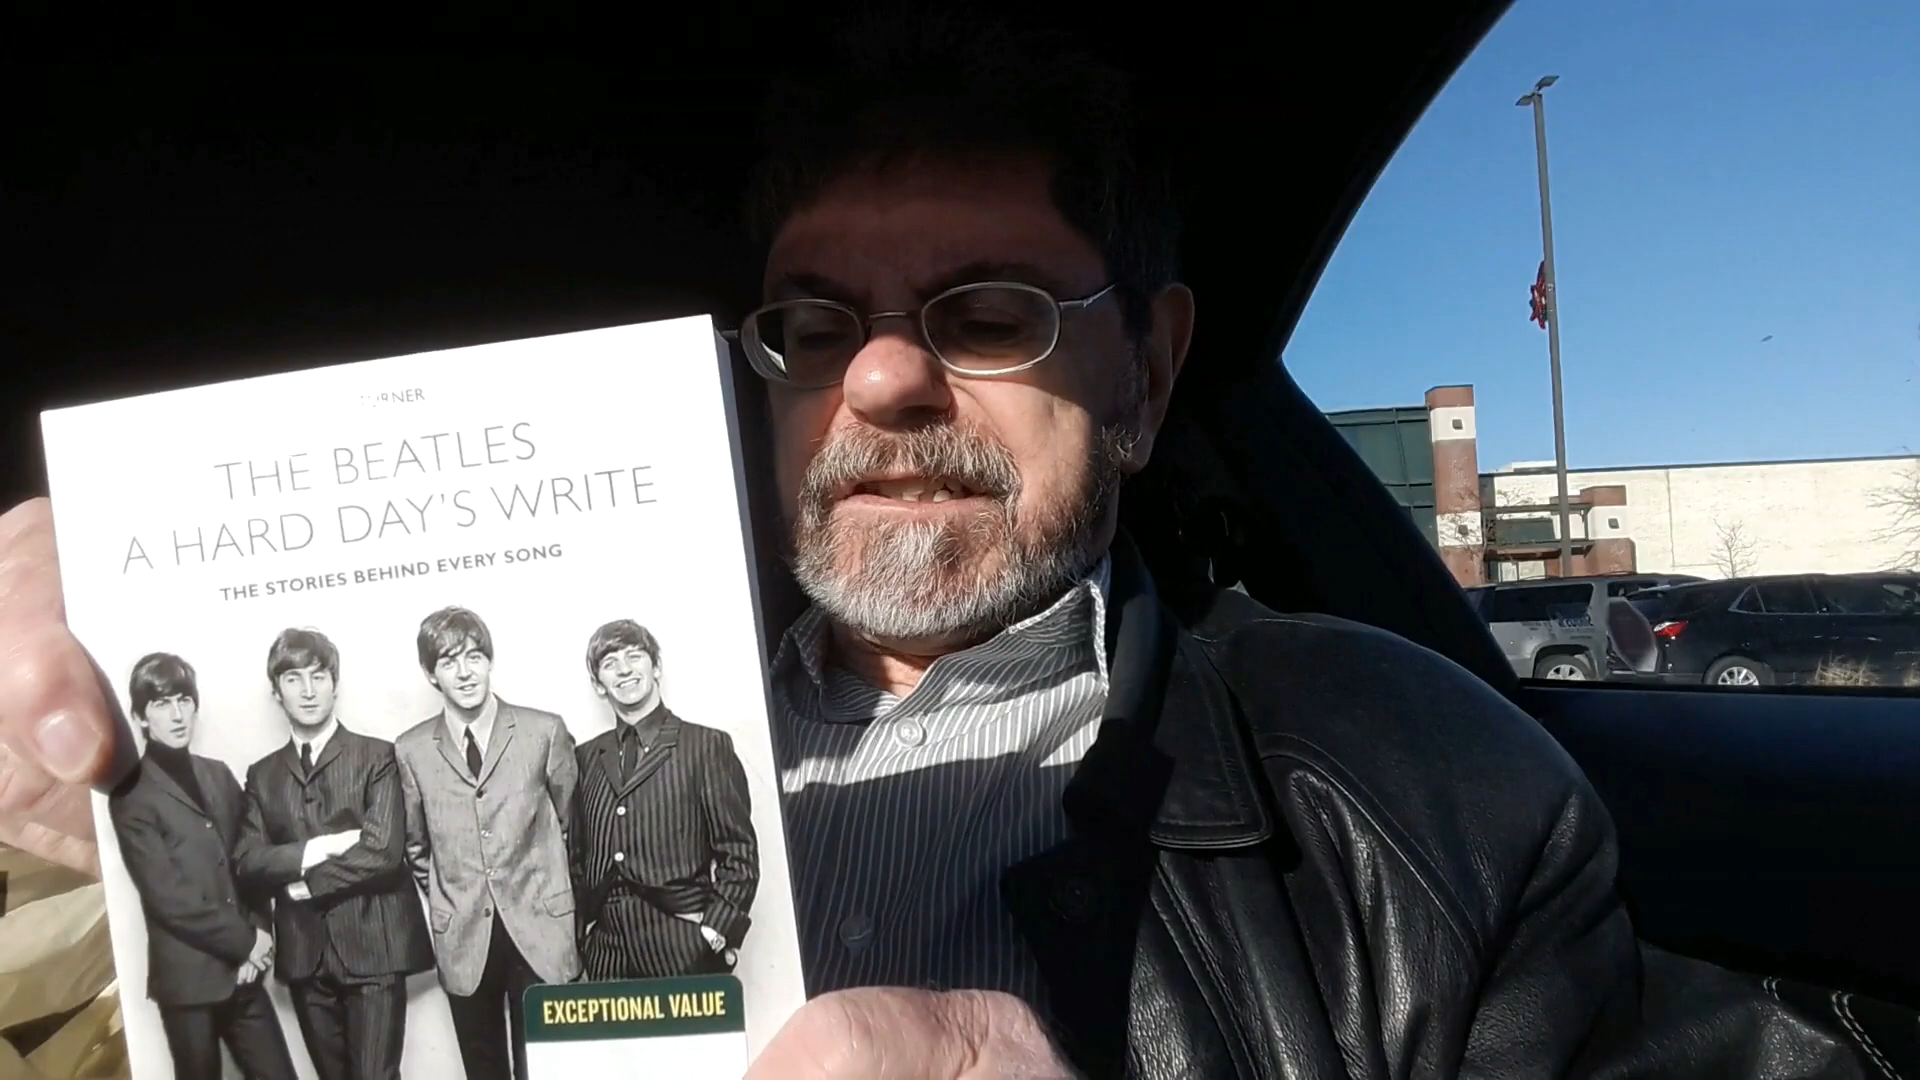 THE BEATLES
A HARD DAY'S WRITE
THE STORIES BEHIND EVERY SONG
EXCEPTIONAL VALUE